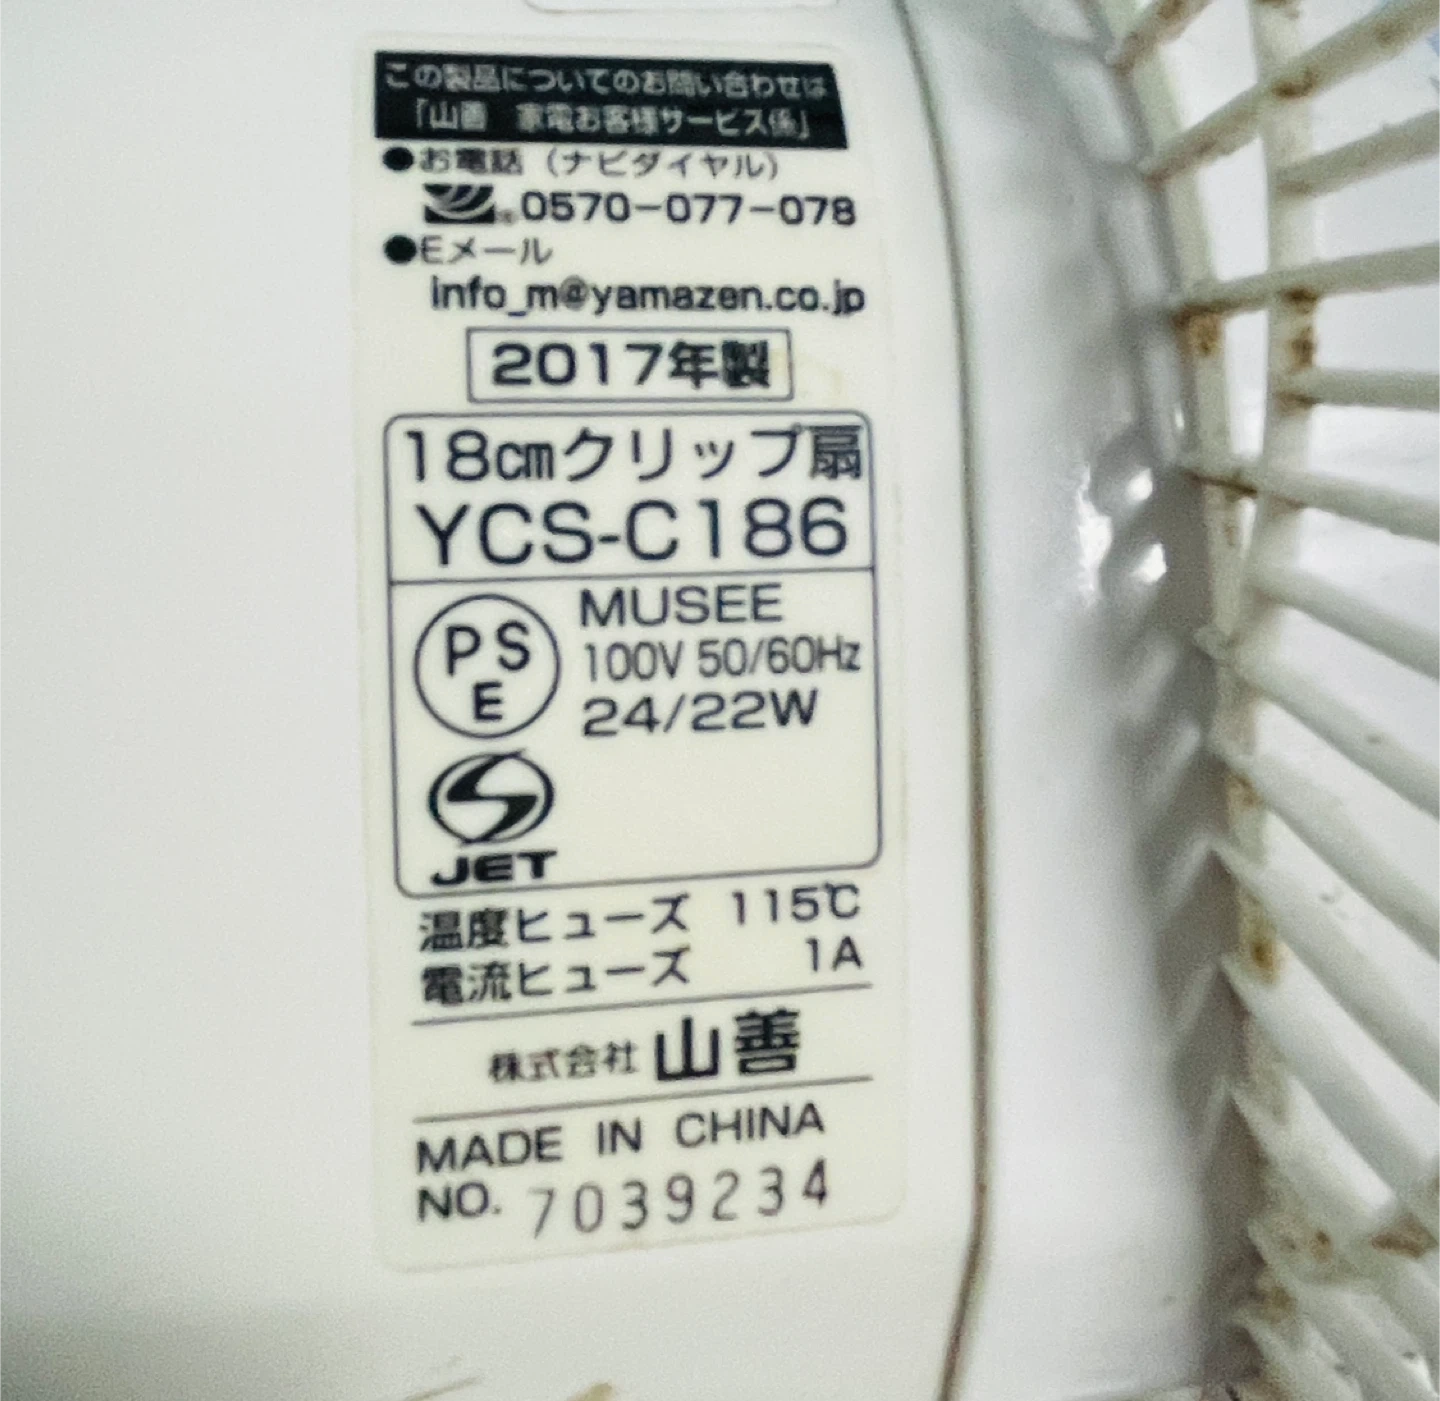 この製品についてのお問い合わせは
「山善 家電お客様サービス係」
●お電話（ナビダイヤル）
0570-077-078
●Eメール
info_m@yamazen.co.jp
2017年製
18cmクリップ扇
YCS-C186
PS
E
MUSEE
100V 50/60Hz
24/22W
JET
温度ヒューズ 115℃
電流ヒューズ 1A
株式会社 山善
MADE IN CHINA
NO. 7039234